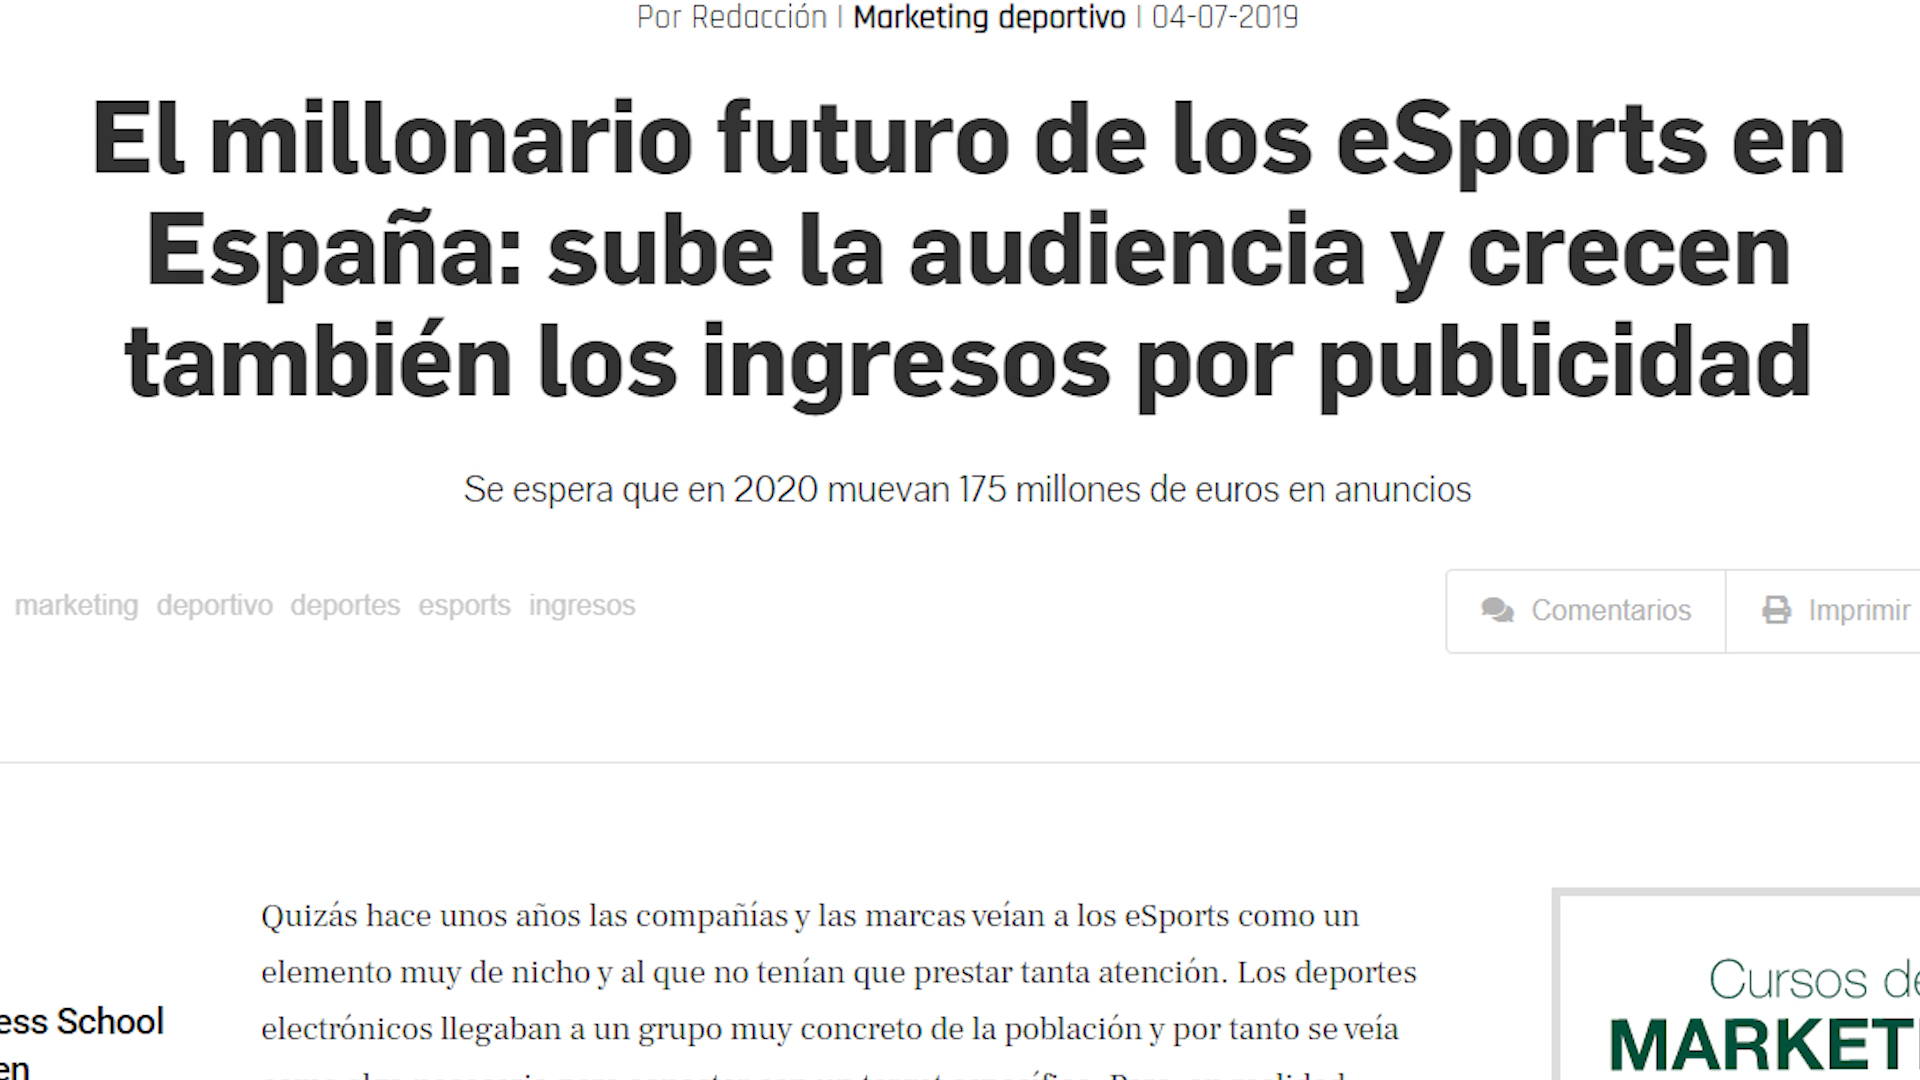 Por Redacción | Marketing deportivo | 04-07-2019
El millonario futuro de los eSports en
España: sube la audiencia y crecen
también los ingresos por publicidad
Se espera que en 2020 muevan 175 millones de euros en anuncios
marketing deportivo deportes esports ingresos
Comentarios
Imprimir
Quizás hace unos años las compañías y las marcas veían a los eSports como un
elemento muy de nicho y al que no tenían que prestar tanta atención. Los deportes
electrónicos llegaban a un grupo muy concreto de la población y por tanto se veía
ess School
en
Cursos de
MARKETI